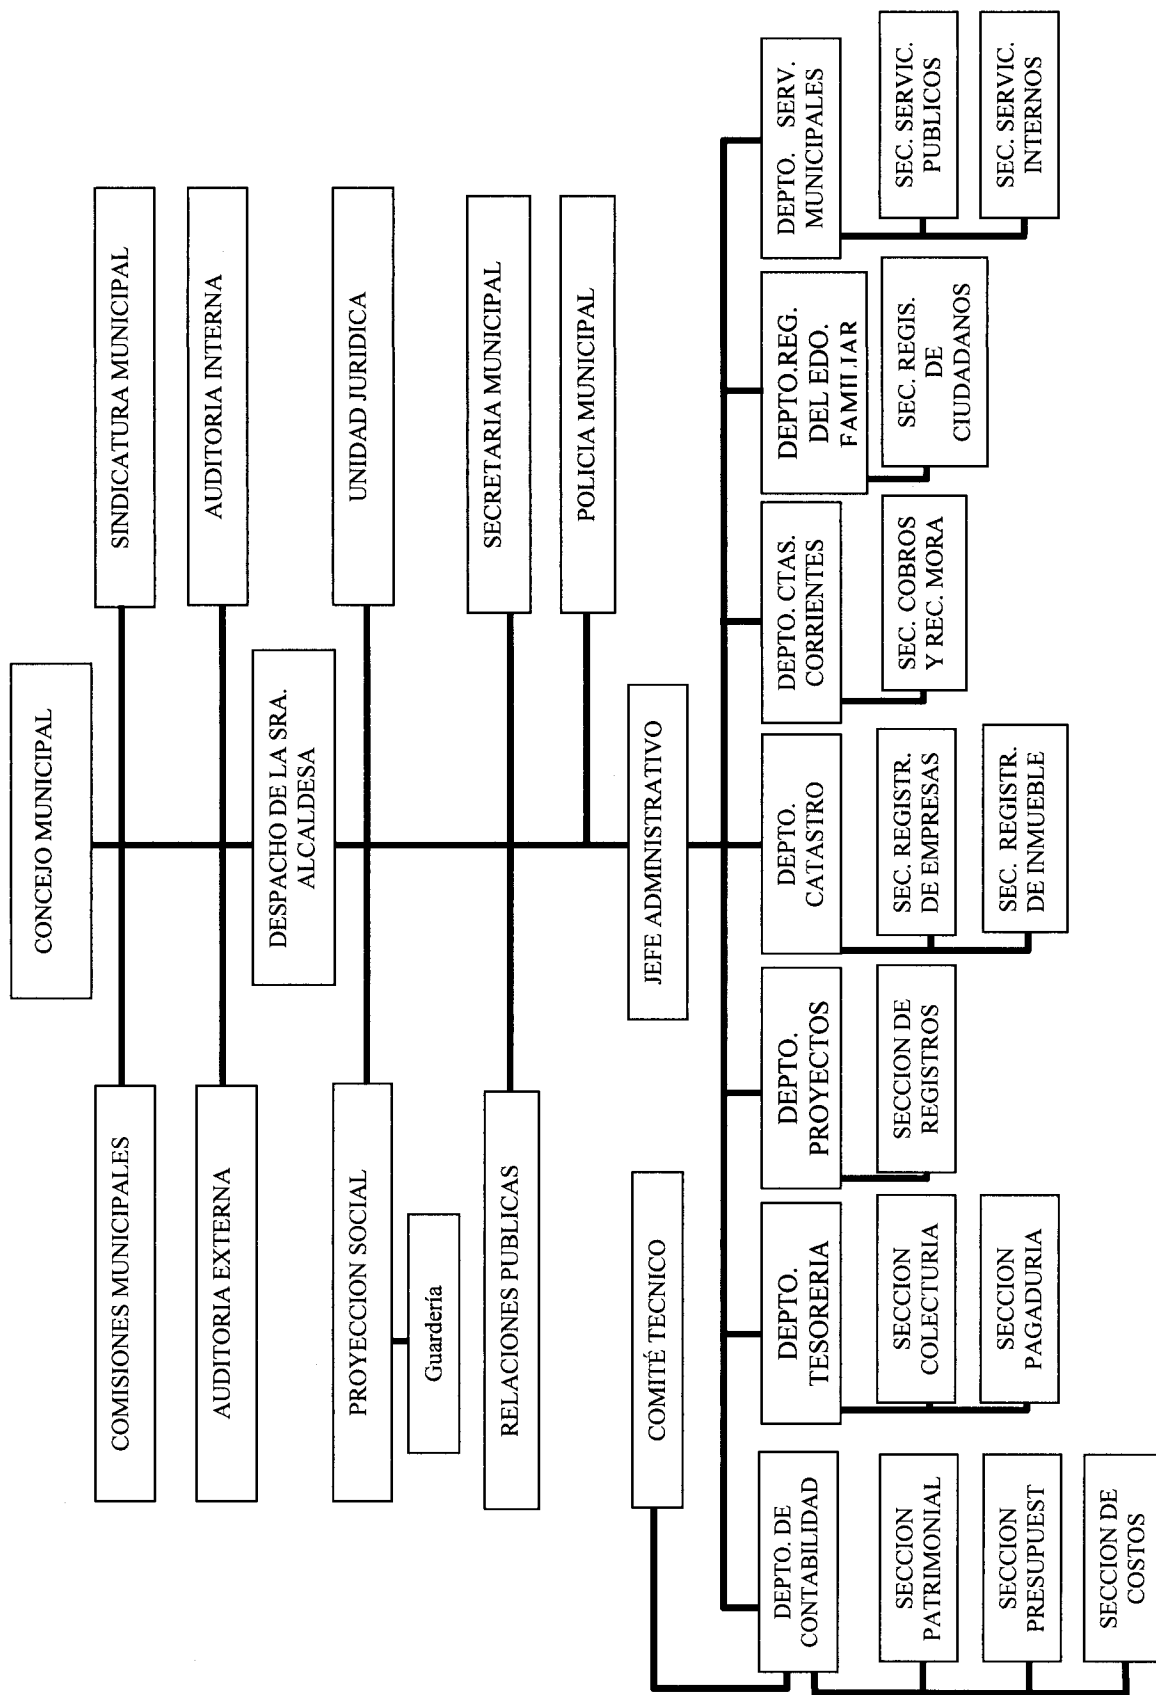 CONCEJO MUNICIPAL
COMISIONES MUNICIPALES
SINDICATURA MUNICIPAL
AUDITORIA EXTERNA
AUDITORIA INTERNA
DESPACHO DE LA SRA.
ALCALDESA
PROYECCION SOCIAL
UNIDAD JURIDICA
Guardería
RELACIONES PUBLICAS
SECRETARIA MUNICIPAL
POLICIA MUNICIPAL
COMITÉ TECNICO
JEFE ADMINISTRATIVO
DEPTO. DE
CONTABILIDAD
DEPTO.
TESORERIA
DEPTO.
PROYECTOS
DEPTO.
CATASTRO
DEPTO. CTAS.
CORRIENTES
DEPTO.REG.
DEL EDO.
FAMILIAR
DEPTO. SERV.
MUNICIPALES
SECCION
PATRIMONIAL
SECCION
COLECTURIA
SECCION DE
REGISTROS
SEC. REGISTR.
DE EMPRESAS
SEC. COBROS
Y REC. MORA
SEC. REGIS.
DE
CIUDADANOS
SEC. SERVIC.
PUBLICOS
SECCION
PRESUPUEST
SECCION
PAGADURIA
SEC. REGISTR.
DE INMUEBLE
SEC. SERVIC.
INTERNOS
SECCION DE
COSTOS